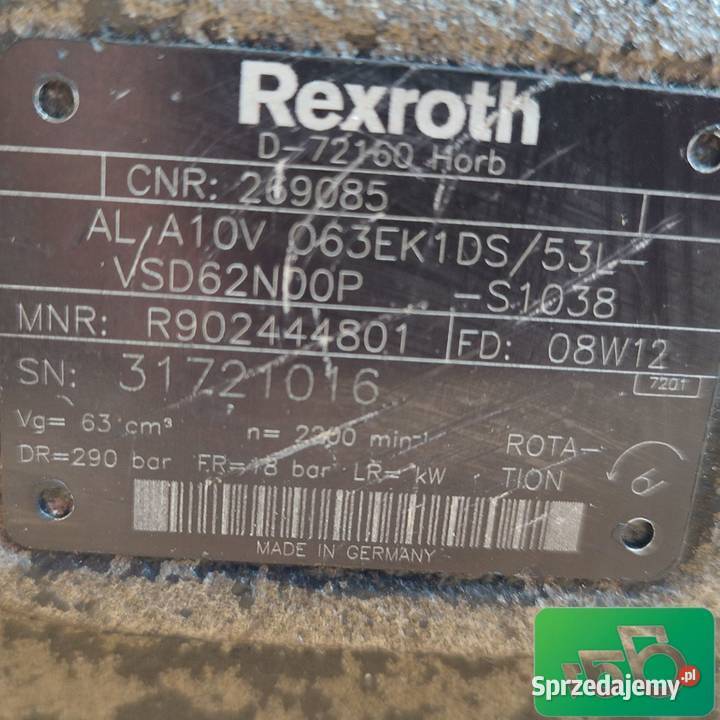 Rexroth
D-72160 Horb
CNR: 269085
AL A10V O63EK1DS/53L-
VSD62N00P -S1038
MNR: R902444801 FD: 08W12
SN: 31721016 7201
Vg= 63 cm³ n= 2200 min-¹ ROTA-
DR=290 bar FR=18 bar LR= kW TION
MADE IN GERMANY
Sprzedajemy.pl